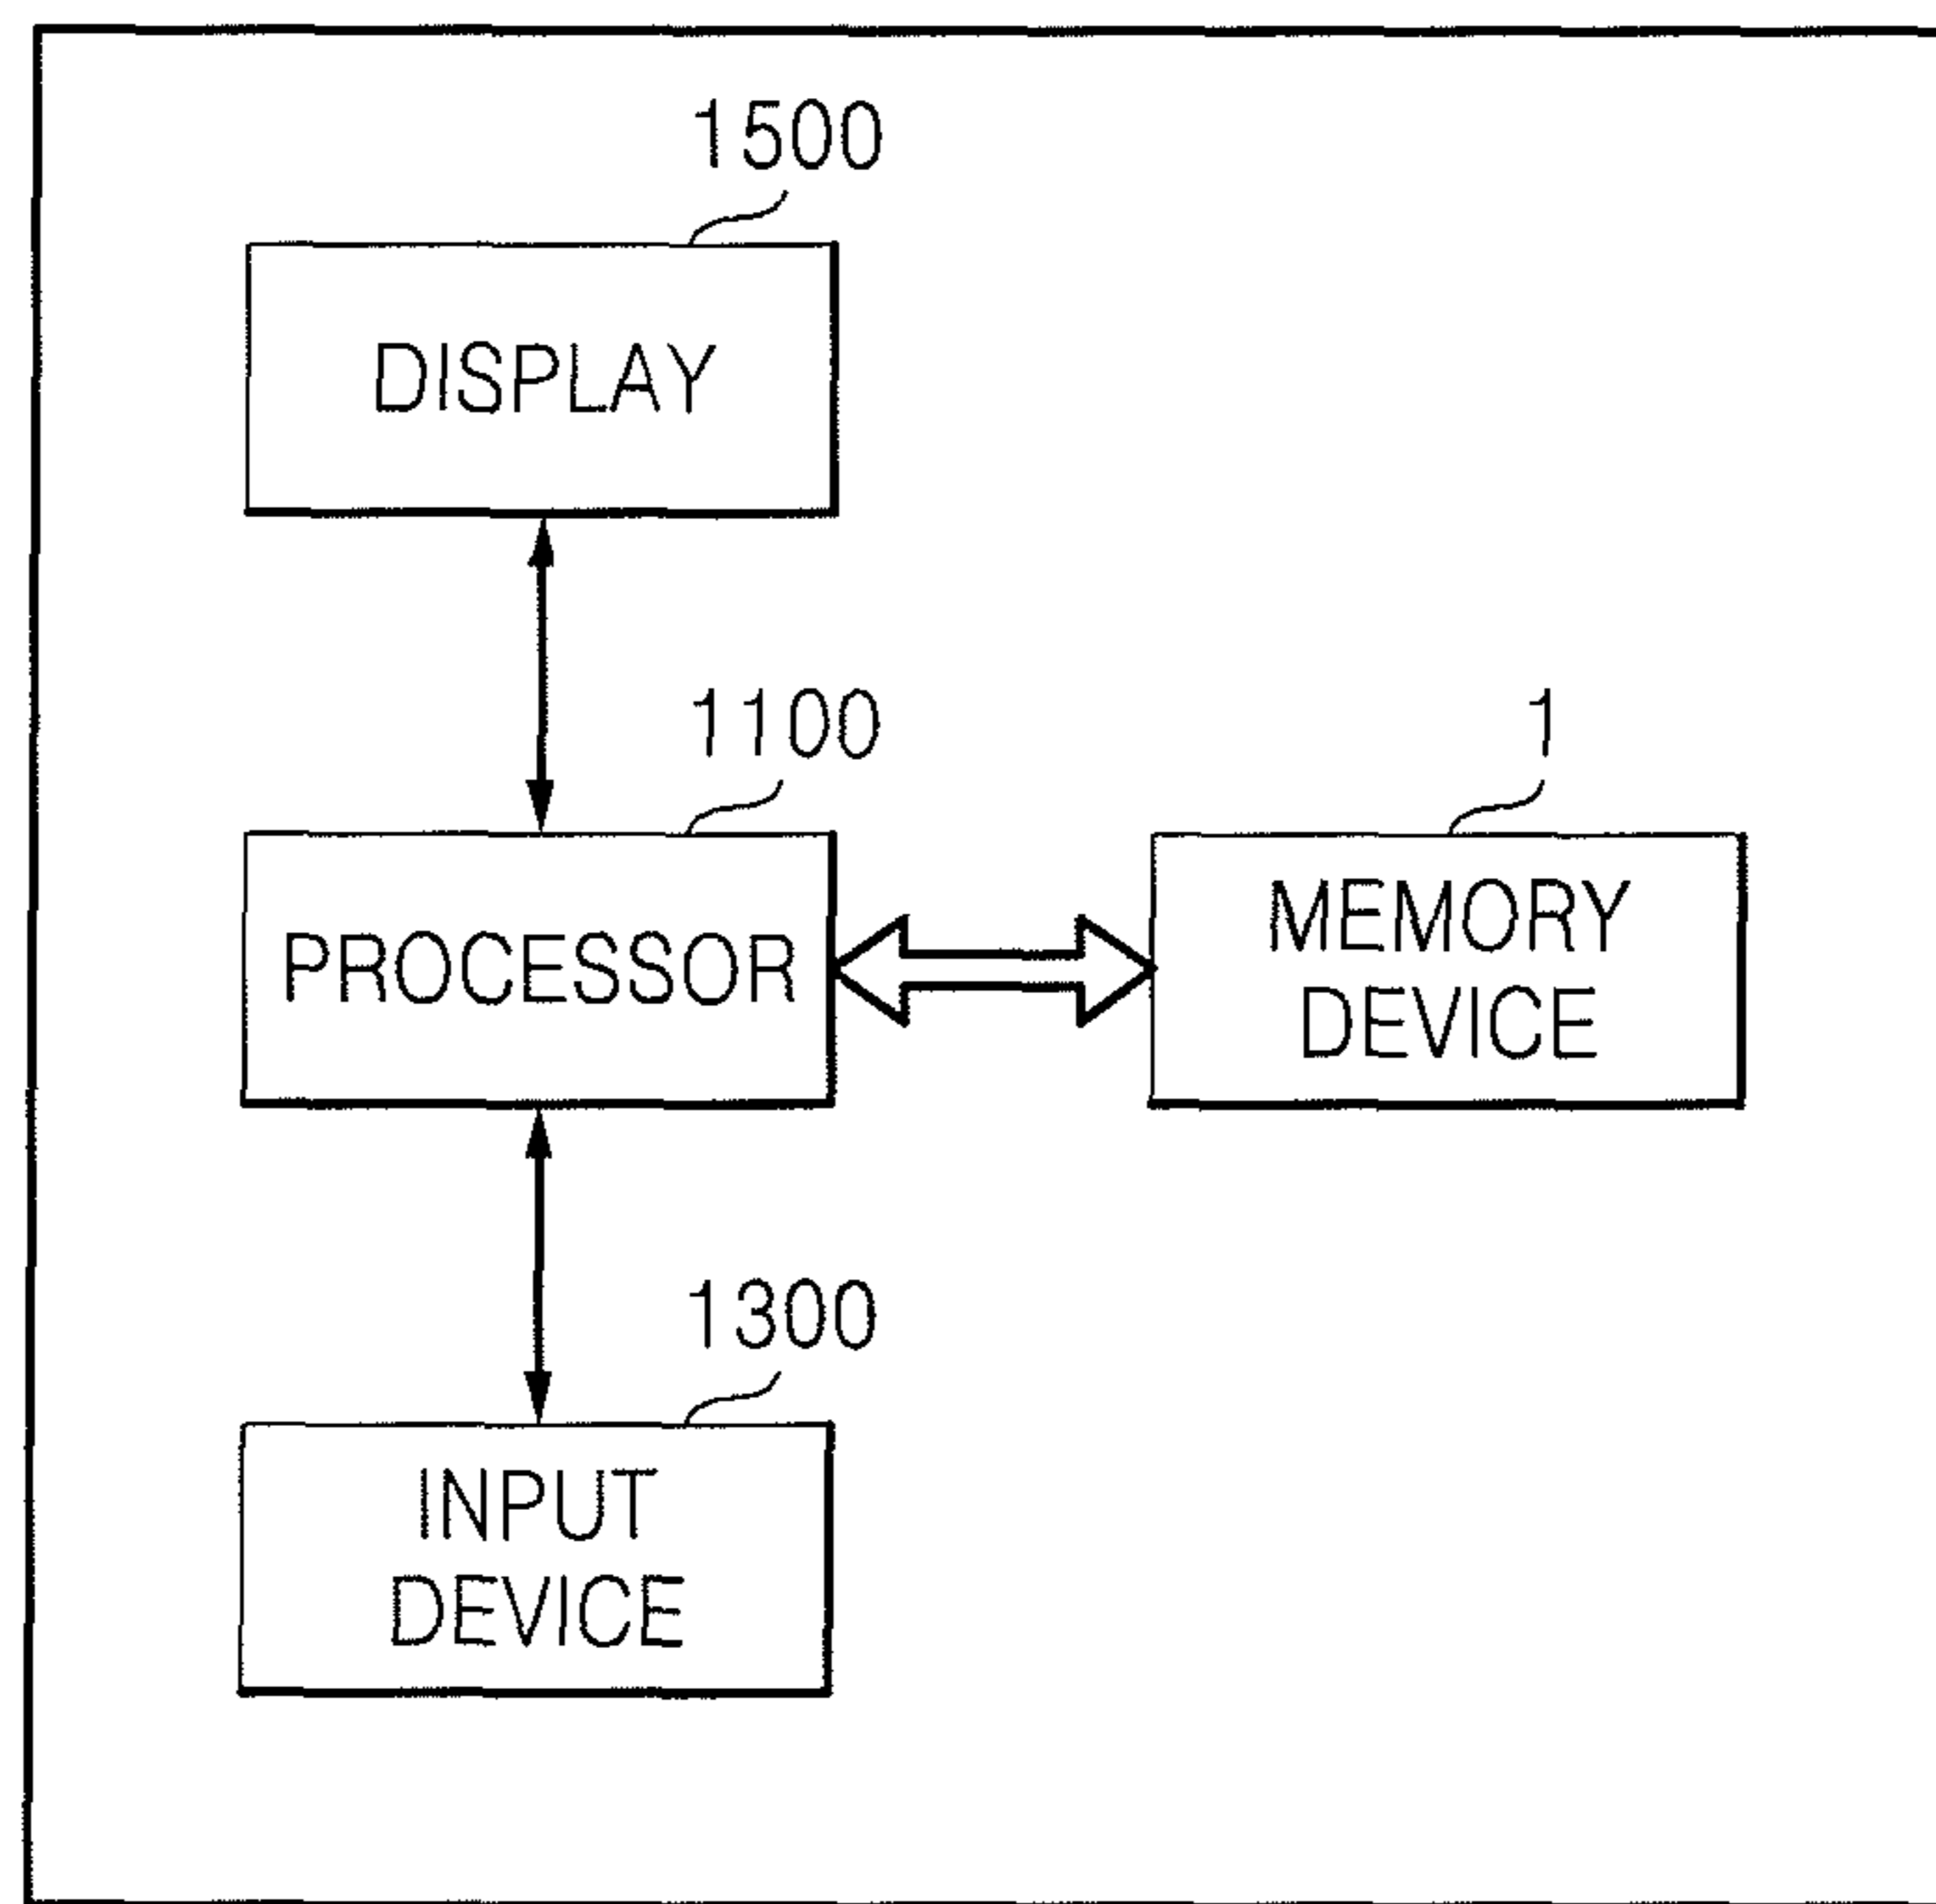 1500
DISPLAY
1100
PROCESSOR
1
MEMORY
DEVICE
1300
INPUT
DEVICE